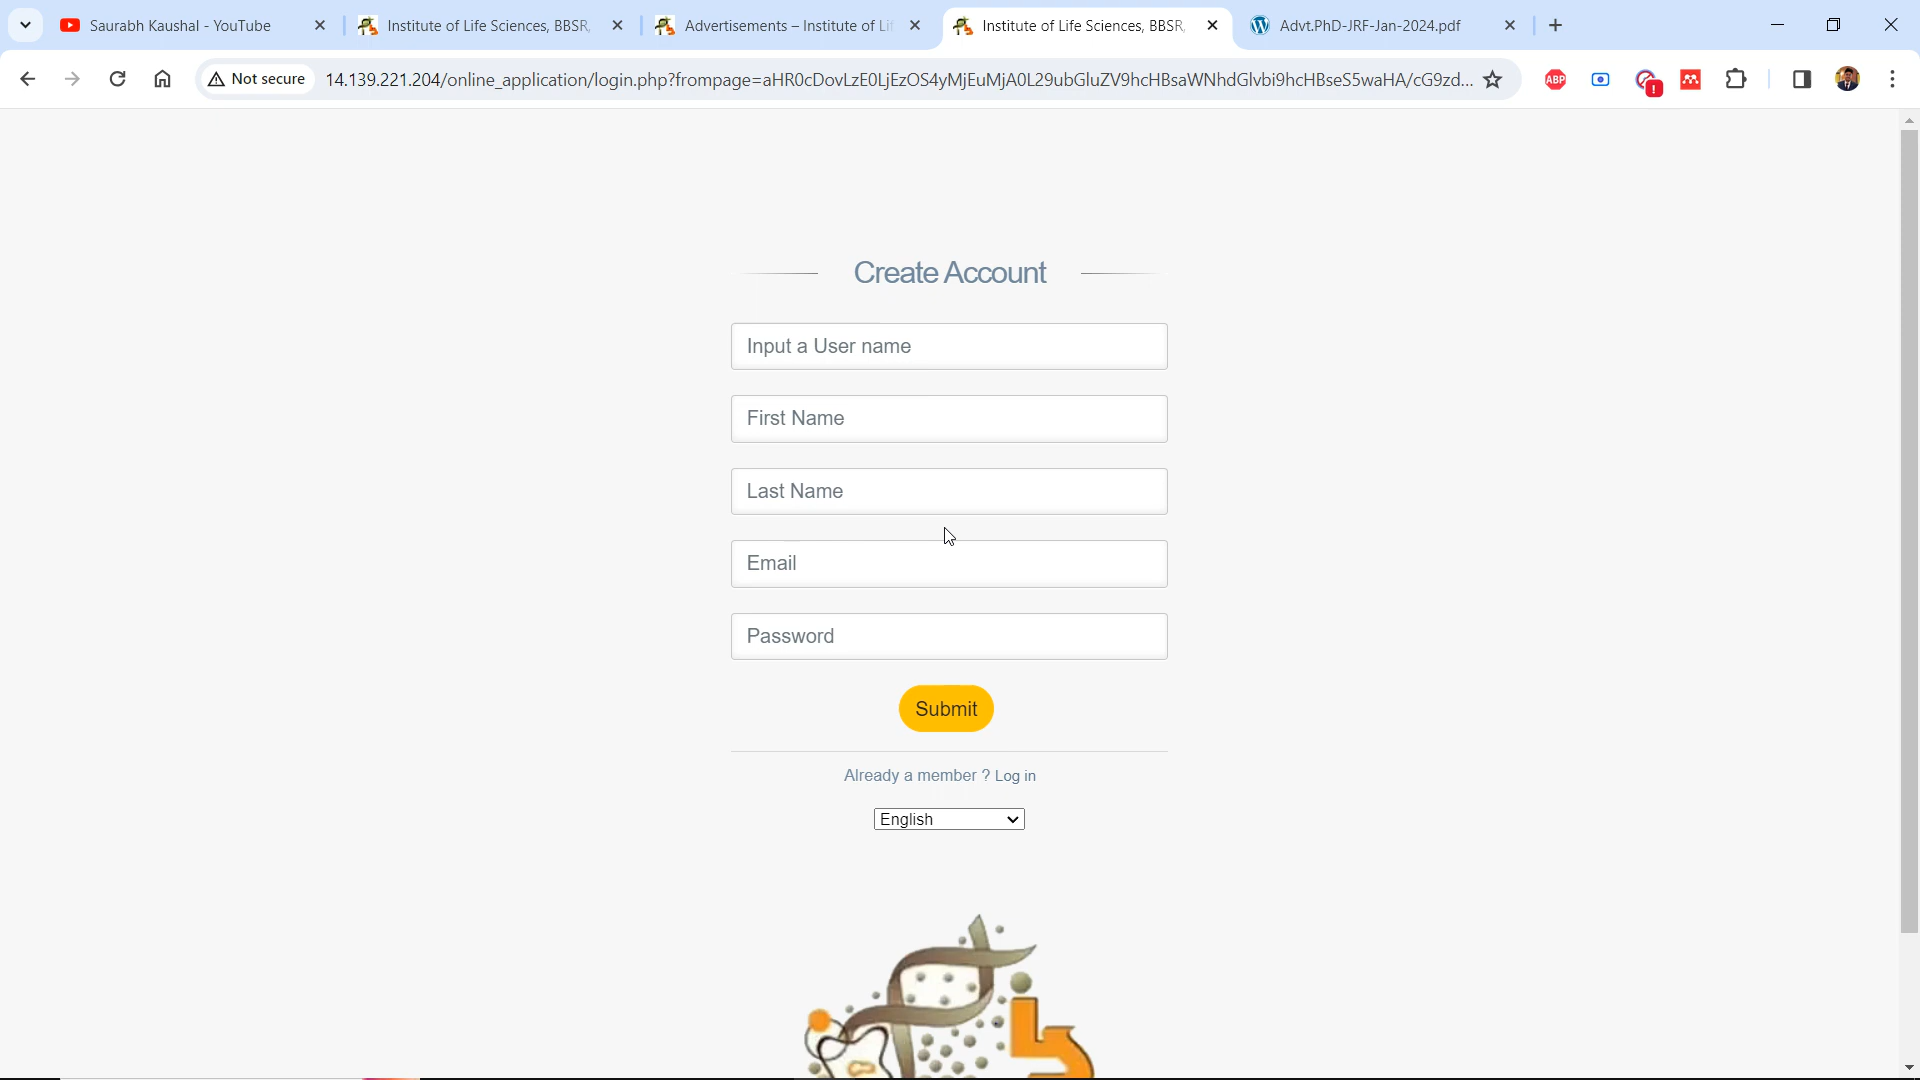 Saurabh Kaushal - YouTube
Institute of Life Sciences, BBSR,
Advertisements – Institute of Lif
Institute of Life Sciences, BBSR,
Advt.PhD-JRF-Jan-2024.pdf
Not secure
14.139.221.204/online_application/login.php?frompage=aHR0cDovLzE0LjEzOS4yMjEuMjA0L29ubGluZV9hcHBsaWNhdGlvbi9hcHBseS5waHA/cG9zd...
ABP
Create Account
Input a User name
First Name
Last Name
Email
Password
Submit
Already a member ? Log in
English